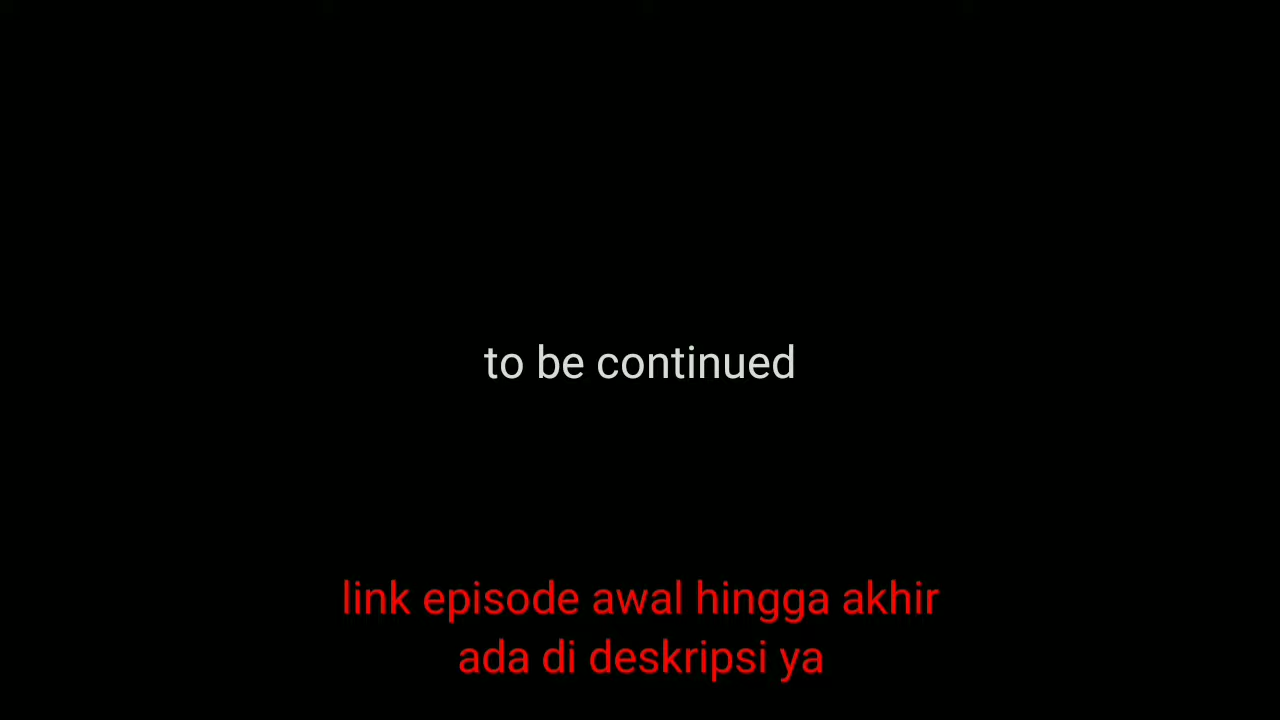 to be continued
link episode awal hingga akhir
ada di deskripsi ya